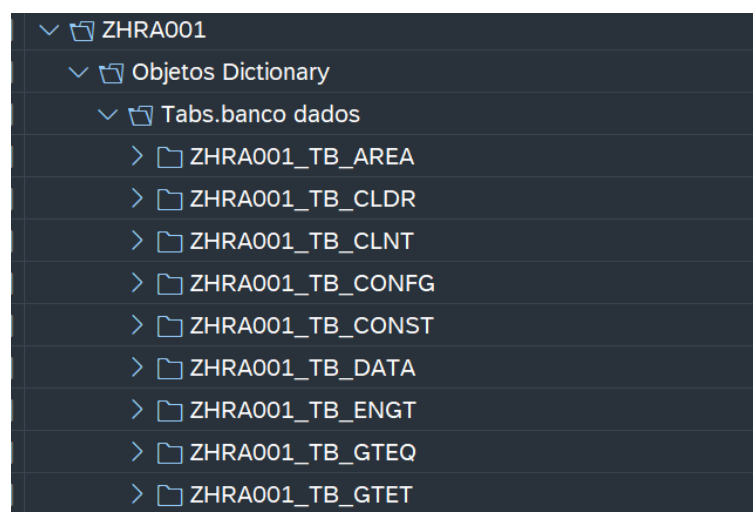 ZHRA001
Objetos Dictionary
Tabs.banco dados
ZHRA001_TB_AREA
ZHRA001_TB_CLDR
ZHRA001_TB_CLNT
ZHRA001_TB_CONFG
ZHRA001_TB_CONST
ZHRA001_TB_DATA
ZHRA001_TB_ENGT
ZHRA001_TB_GTEQ
ZHRA001_TB_GTET